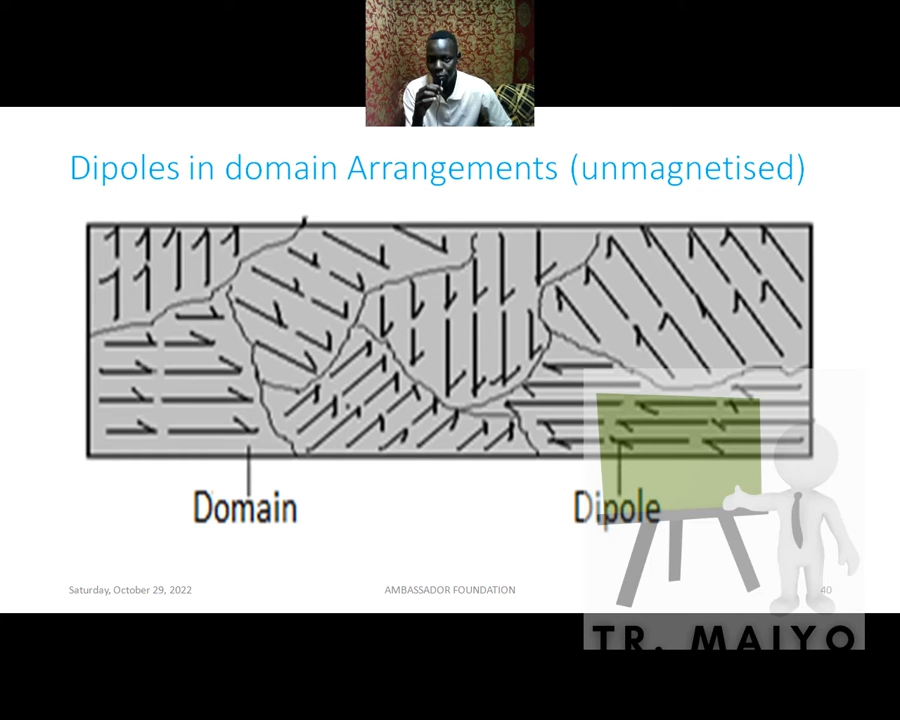 Dipoles in domain Arrangements (unmagnetised)
Domain
Dipole
Saturday, October 29, 2022
AMBASSADOR FOUNDATION
40
TR. MAIYO